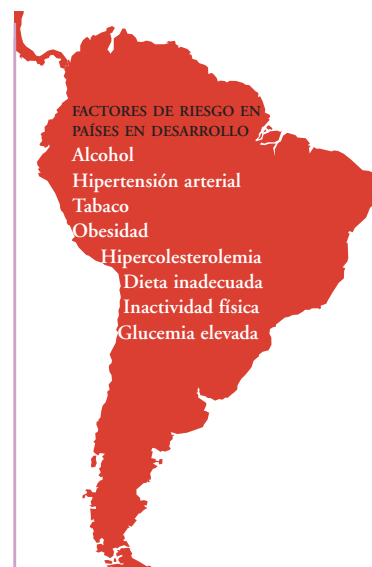 FACTORES DE RIESGO EN
PAÍSES EN DESARROLLO
Alcohol
Hipertensión arterial
Tabaco
Obesidad
Hipercolesterolemia
Dieta inadecuada
Inactividad física
Glucemia elevada